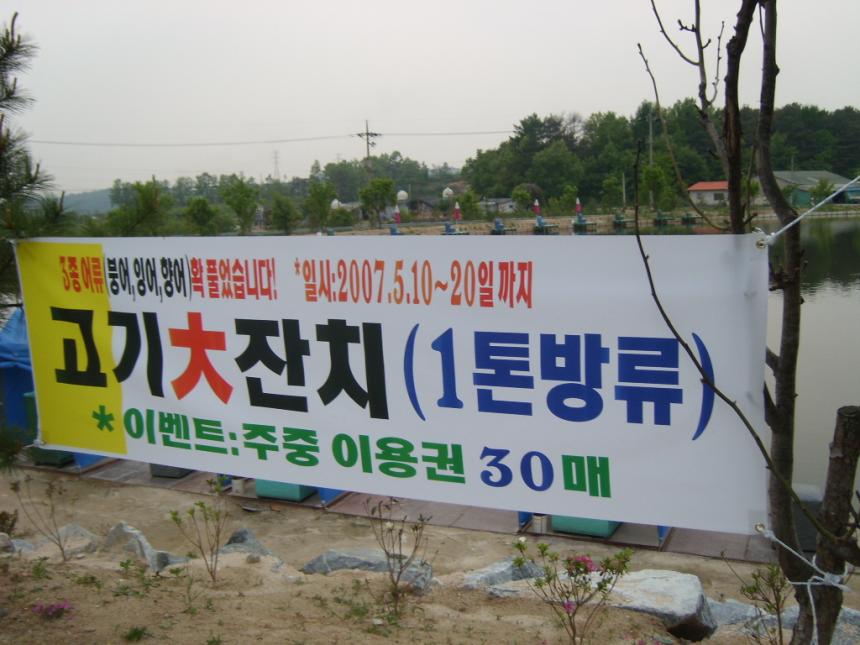 3종어류(붕어,잉어,향어)확 풀었습니다! *일시:2007.5.10~20일 까지
고기大잔치(1톤방류)
*이벤트:주중 이용권 30매